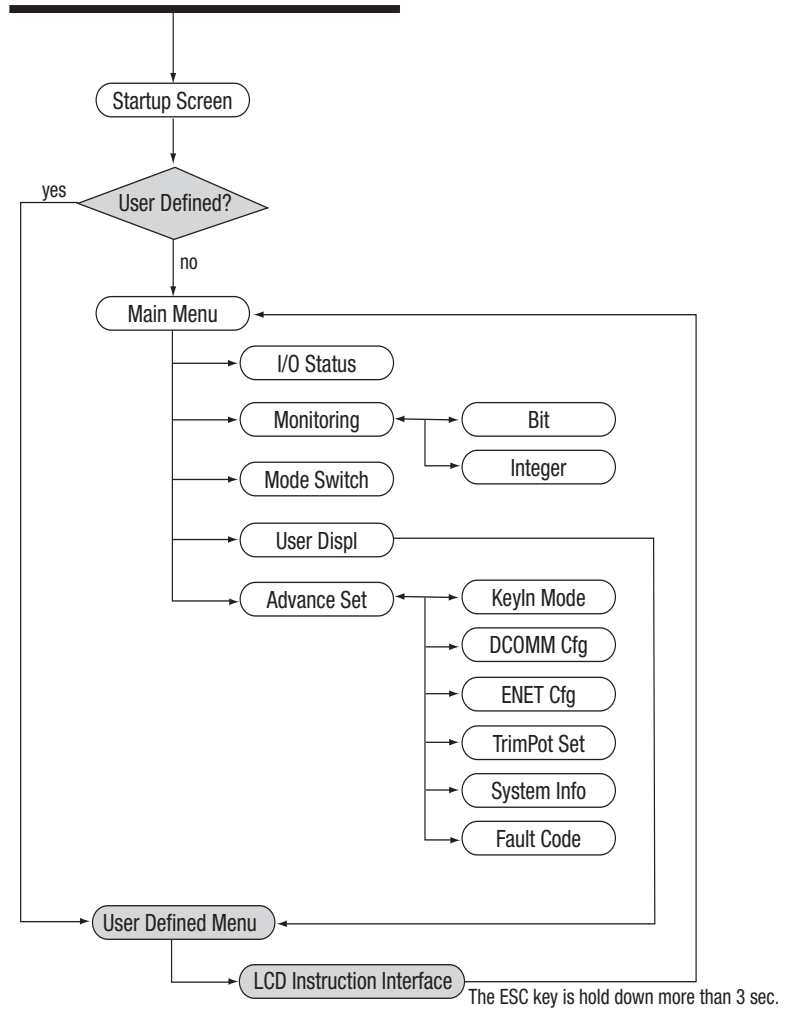 Startup Screen
yes
User Defined?
no
Main Menu
I/O Status
Monitoring
Bit
Integer
Mode Switch
User Displ
Advance Set
KeyIn Mode
DCOMM Cfg
ENET Cfg
TrimPot Set
System Info
Fault Code
User Defined Menu
LCD Instruction Interface
The ESC key is hold down more than 3 sec.